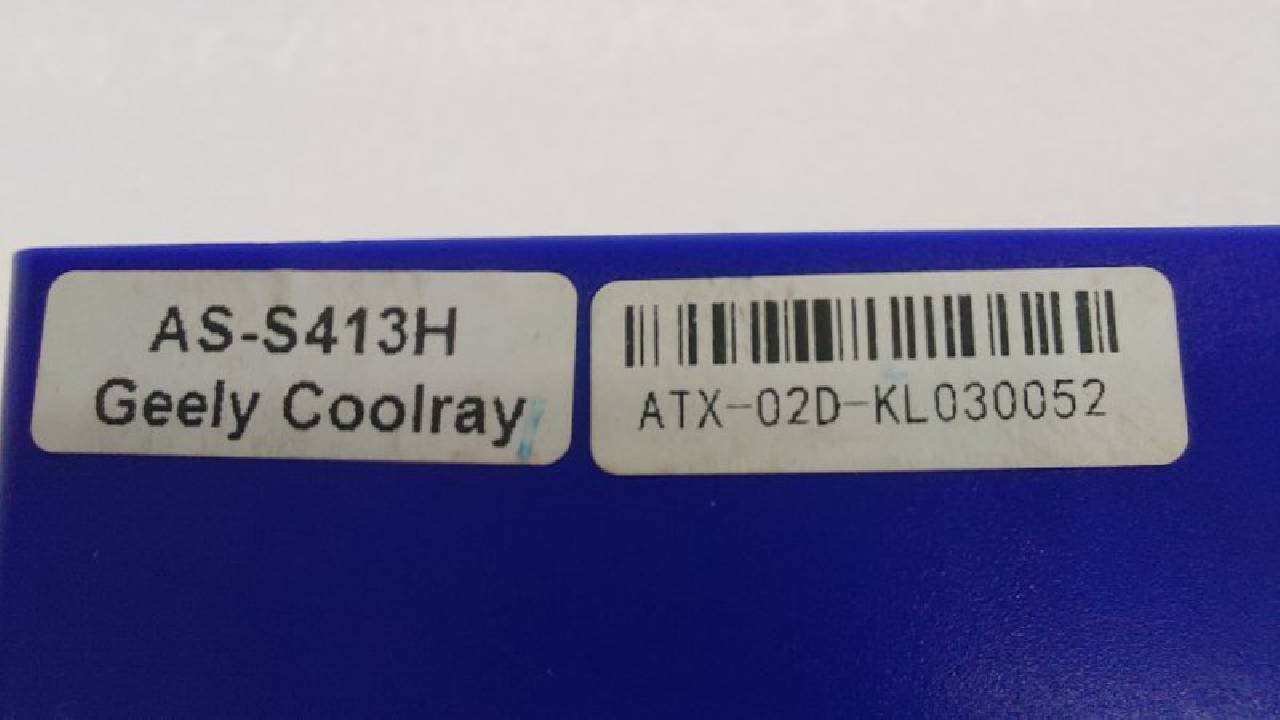 AS-S413H
Geely Coolray
ATX-02D-KL030052